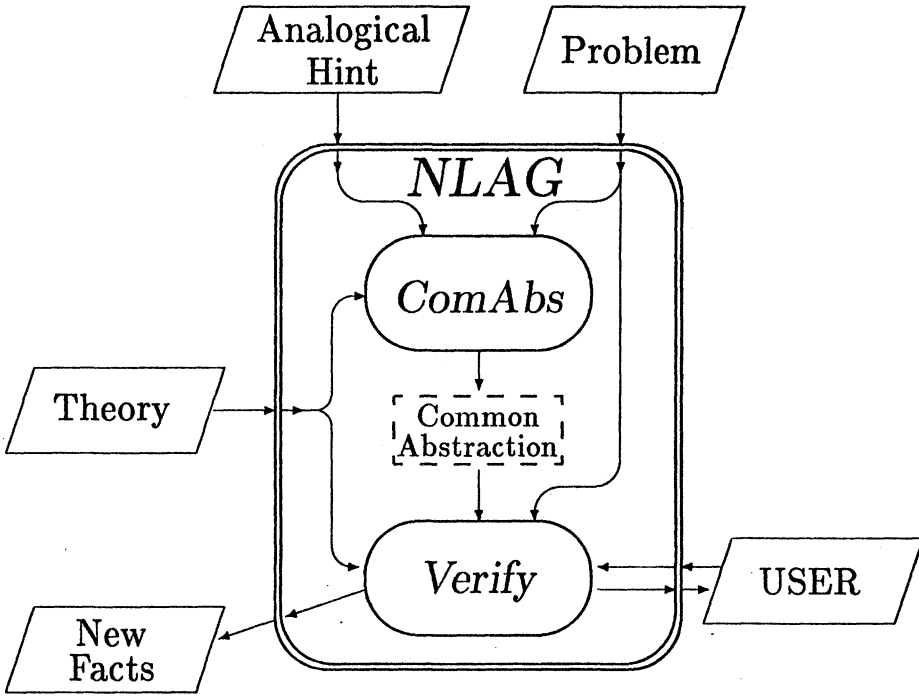 Analogical
Hint
Problem
NLAG
ComAbs
Theory
Common
Abstraction
Verify
USER
New
Facts